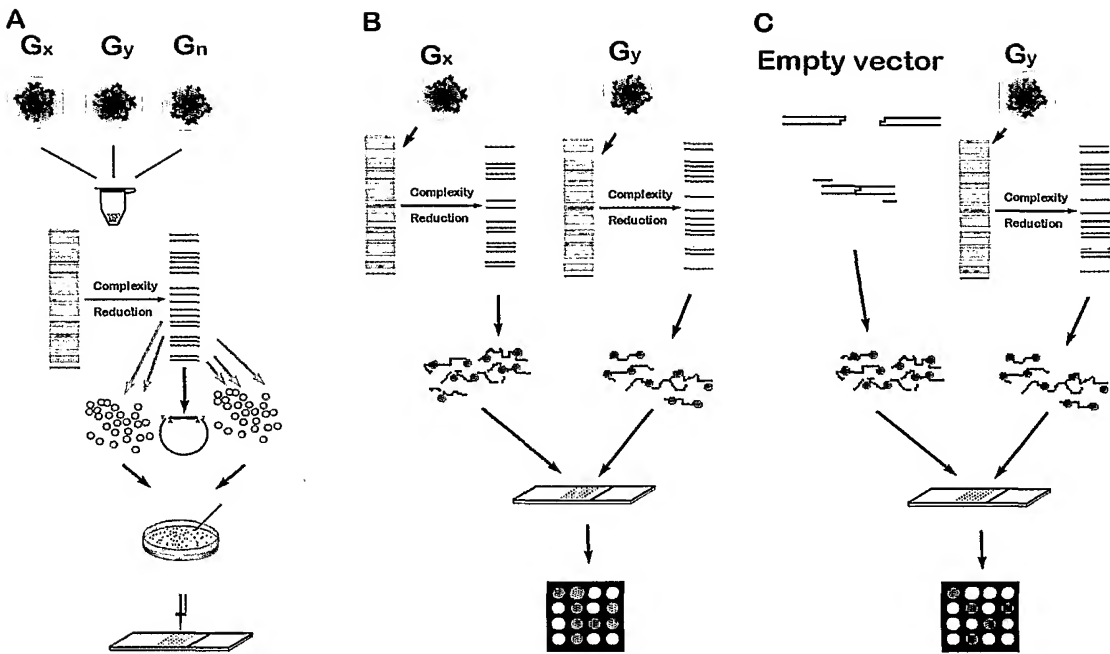 A
Gx Gy Gn
Complexity
Reduction
B
Gx
Gy
Complexity
Reduction
Complexity
Reduction
C
Empty vector
Gy
Complexity
Reduction